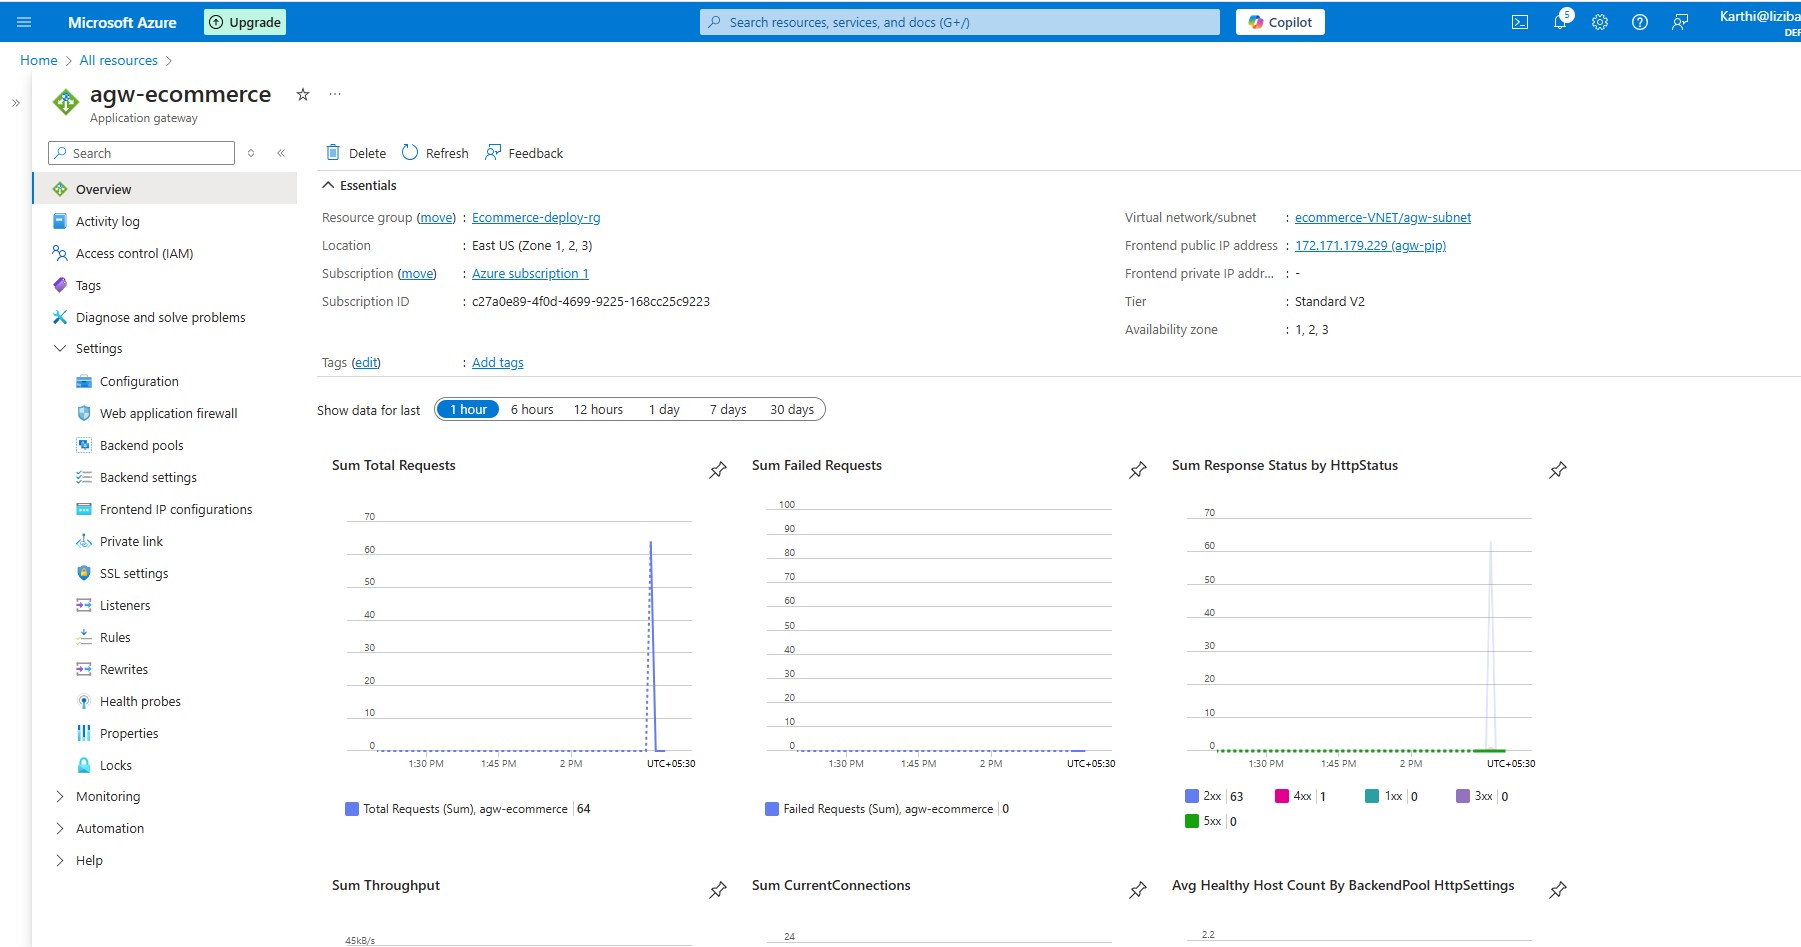 Microsoft Azure
Upgrade
Search resources, services, and docs (G+/)
Copilot
5
Karthi@liziba
DEF
Home > All resources >
agw-ecommerce
Application gateway
Search
Overview
Activity log
Access control (IAM)
Tags
Diagnose and solve problems
Settings
Configuration
Web application firewall
Backend pools
Backend settings
Frontend IP configurations
Private link
SSL settings
Listeners
Rules
Rewrites
Health probes
Properties
Locks
Monitoring
Automation
Help
Delete Refresh Feedback
Essentials
Resource group (move) : Ecommerce-deploy-rg
Location : East US (Zone 1, 2, 3)
Subscription (move) : Azure subscription 1
Subscription ID : c27a0e89-4f0d-4699-9225-168cc25c9223
Virtual network/subnet : ecommerce-VNET/agw-subnet
Frontend public IP address : 172.171.179.229 (agw-pip)
Frontend private IP addr... : -
Tier : Standard V2
Availability zone : 1, 2, 3
Tags (edit) : Add tags
Show data for last 1 hour 6 hours 12 hours 1 day 7 days 30 days
Sum Total Requests
70
60
50
40
30
20
10
0
1:30 PM 1:45 PM 2 PM UTC+05:30
Total Requests (Sum), agw-ecommerce 64
Sum Failed Requests
100
90
80
70
60
50
40
30
20
10
0
1:30 PM 1:45 PM 2 PM UTC+05:30
Failed Requests (Sum), agw-ecommerce 0
Sum Response Status by HttpStatus
70
60
50
40
30
20
10
0
1:30 PM 1:45 PM 2 PM UTC+05:30
2xx 63 4xx 1 1xx 0 3xx 0
5xx 0
Sum Throughput
45kB/s
Sum CurrentConnections
24
Avg Healthy Host Count By BackendPool HttpSettings
2.2